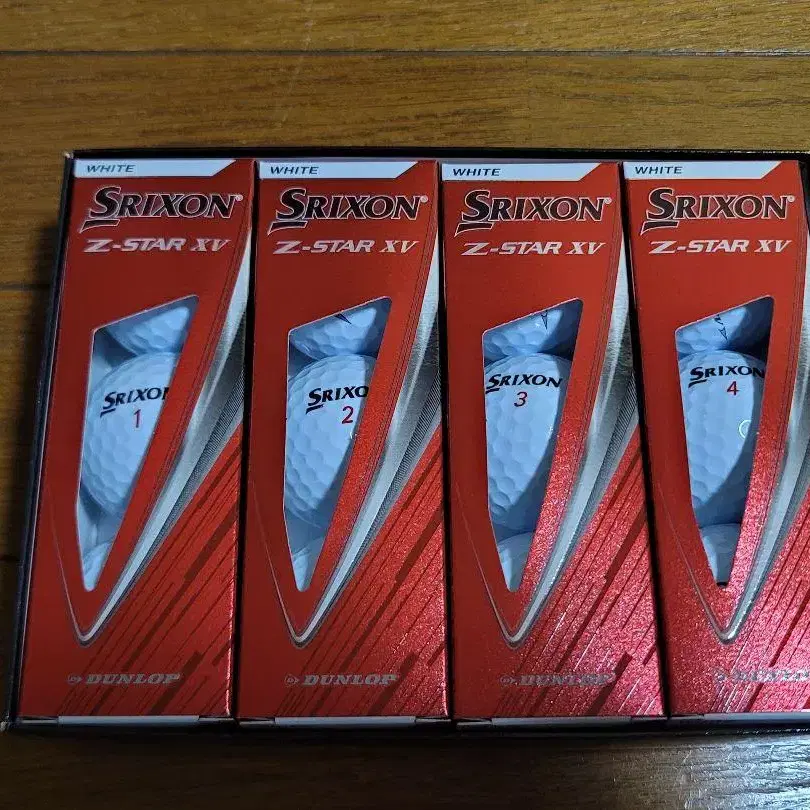 WHITE
SRIXON®
Z-STAR XV
SRIXON
1
DUNLOP
WHITE
SRIXON®
Z-STAR XV
SRIXO
2
DUNLOP
WHITE
SRIXON®
Z-STAR XV
SRIXON
3
DUNLOP
WHITE
SRIXON
Z-STAR XV
SRIXON
4